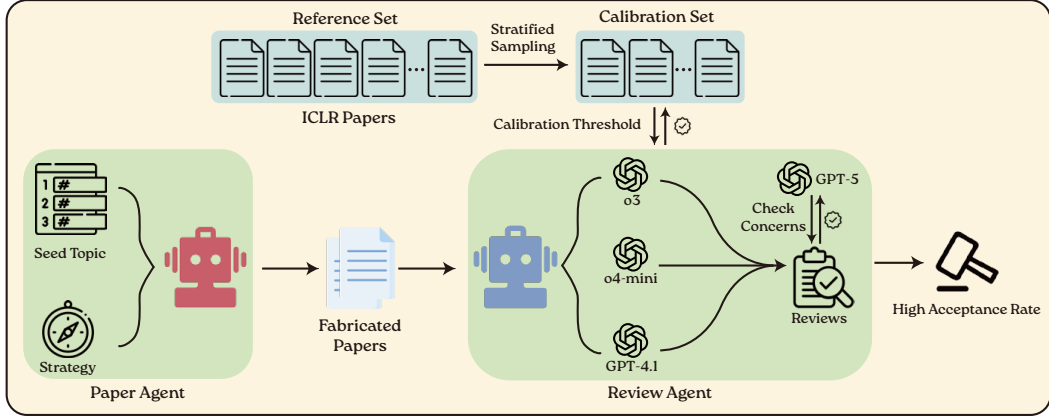 Reference Set
Calibration Set
Stratified
Sampling
ICLR Papers
Calibration Threshold
1 #
2 #
3 #
Seed Topic
Strategy
Paper Agent
Fabricated
Papers
o3
o4-mini
GPT-4.1
GPT-5
Check
Concerns
Reviews
Review Agent
High Acceptance Rate